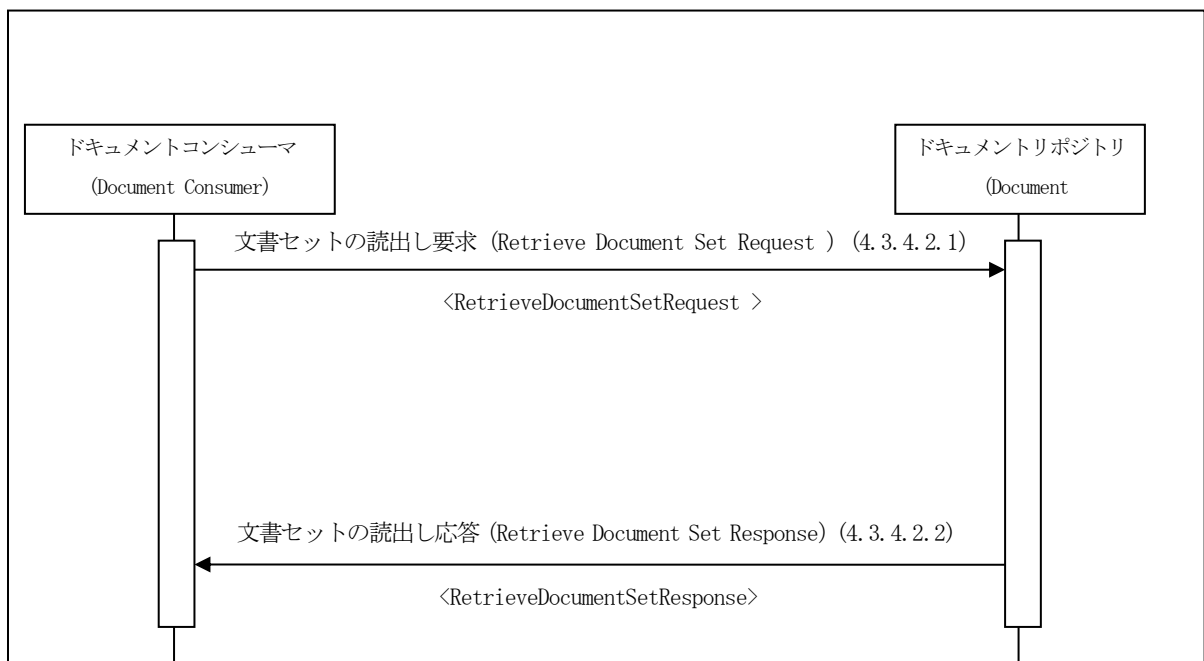 ドキュメントコンシューマ
(Document Consumer)
ドキュメントリポジトリ
(Document
文書セットの読出し要求 (Retrieve Document Set Request ) (4.3.4.2.1)
<RetrieveDocumentSetRequest >
文書セットの読出し応答 (Retrieve Document Set Response) (4.3.4.2.2)
<RetrieveDocumentSetResponse>